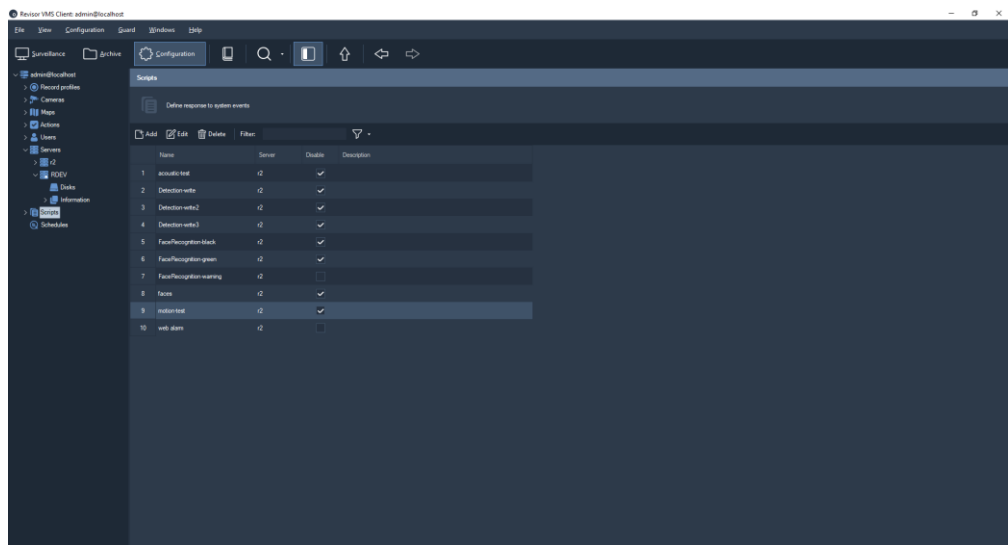 Revisor VMS Client: admin@localhost
File View Configuration Guard Windows Help
Surveillance Archive Configuration
admin@localhost
Record profiles
Cameras
Maps
Actions
Users
Servers
r2
RDEV
Disks
Information
Scripts
Schedules
Scripts
Define response to system events
Add Edit Delete Filter:
Name Server Disable Description
1 acoustic-test r2
2 Detection-write r2
3 Detection-write2 r2
4 Detection-write3 r2
5 FaceRecognition-black r2
6 FaceRecognition-green r2
7 FaceRecognition-warning r2
8 faces r2
9 motion-test r2
10 web alarm r2